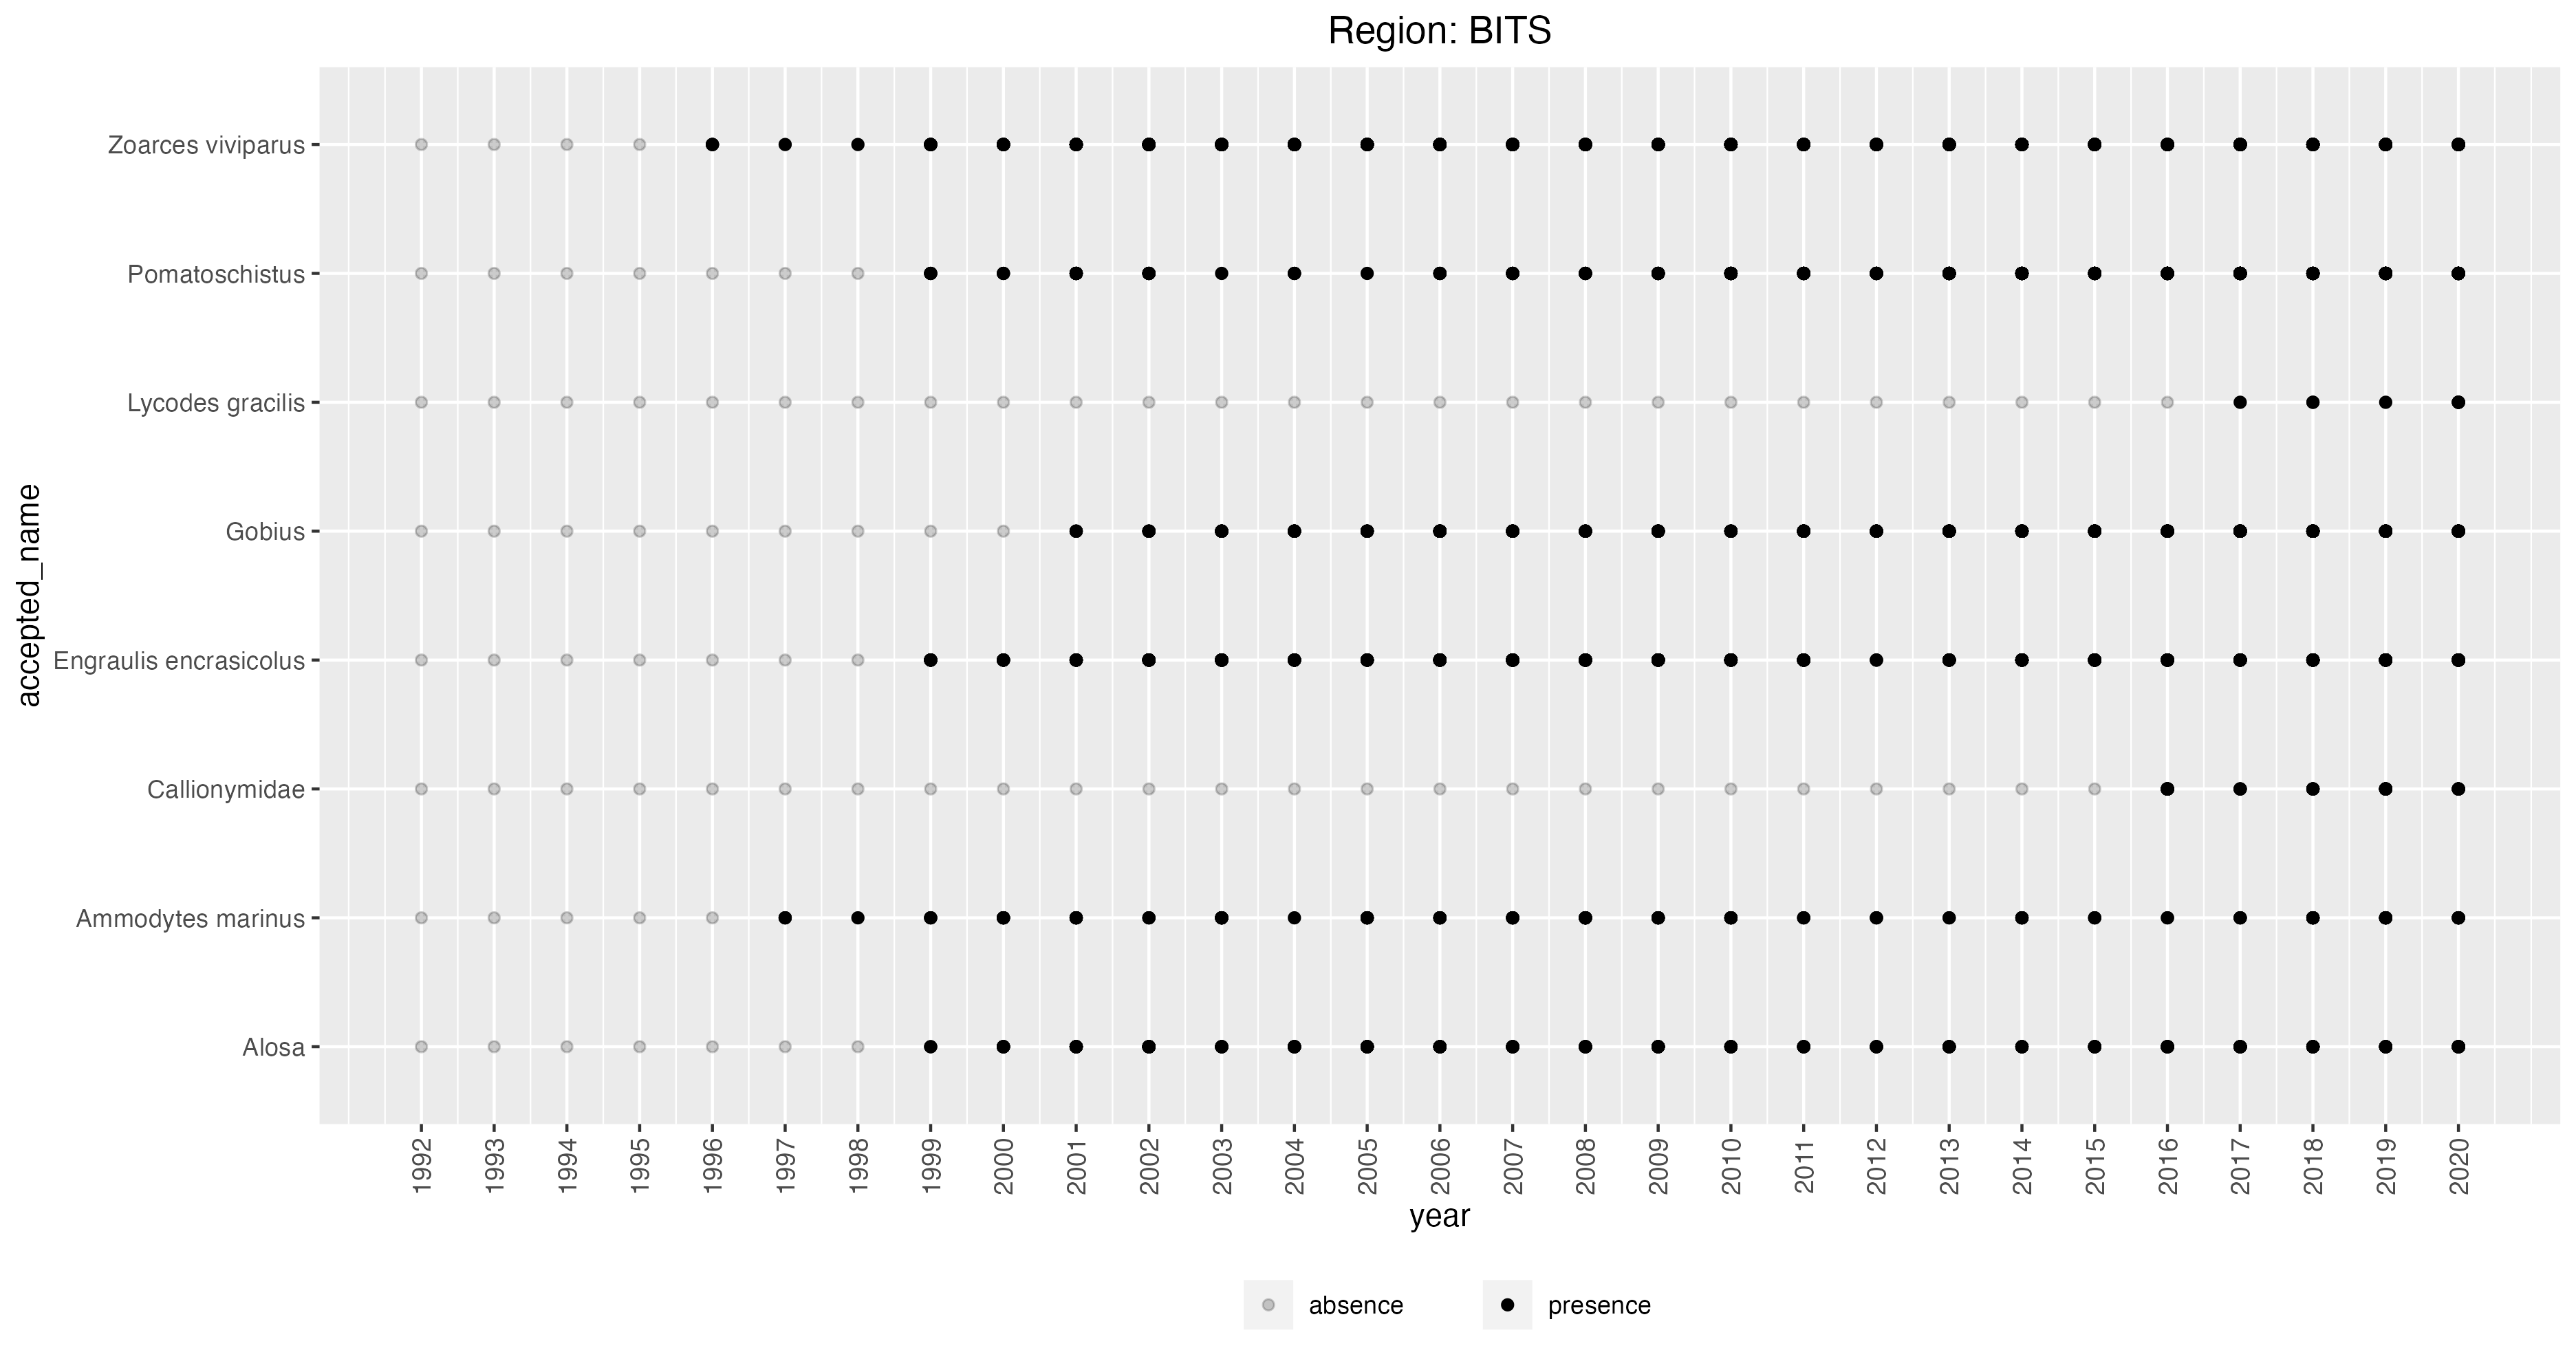 Region: BITS
accepted_name
Zoarces viviparus
Pomatoschistus
Lycodes gracilis
Gobius
Engraulis encrasicolus
Callionymidae
Ammodytes marinus
Alosa
1992 1993 1994 1995 1996 1997 1998 1999 2000 2001 2002 2003 2004 2005 2006 2007 2008 2009 2010 2011 2012 2013 2014 2015 2016 2017 2018 2019 2020
year
absence presence